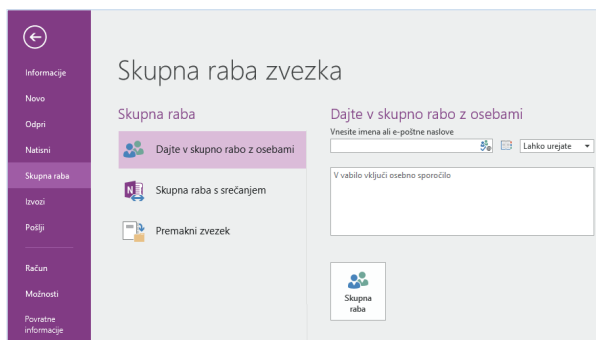 Informacije
Novo
Odpri
Natisni
Skupna raba
Izvozi
Pošlji
Račun
Možnosti
Povratne
informacije
Skupna raba zvezka
Skupna raba
Dajte v skupno rabo z osebami
Skupna raba s srečanjem
Premakni zvezek
Dajte v skupno rabo z osebami
Vnesite imena ali e-poštne naslove
Lahko urejate
V vabilo vključi osebno sporočilo
Skupna
raba